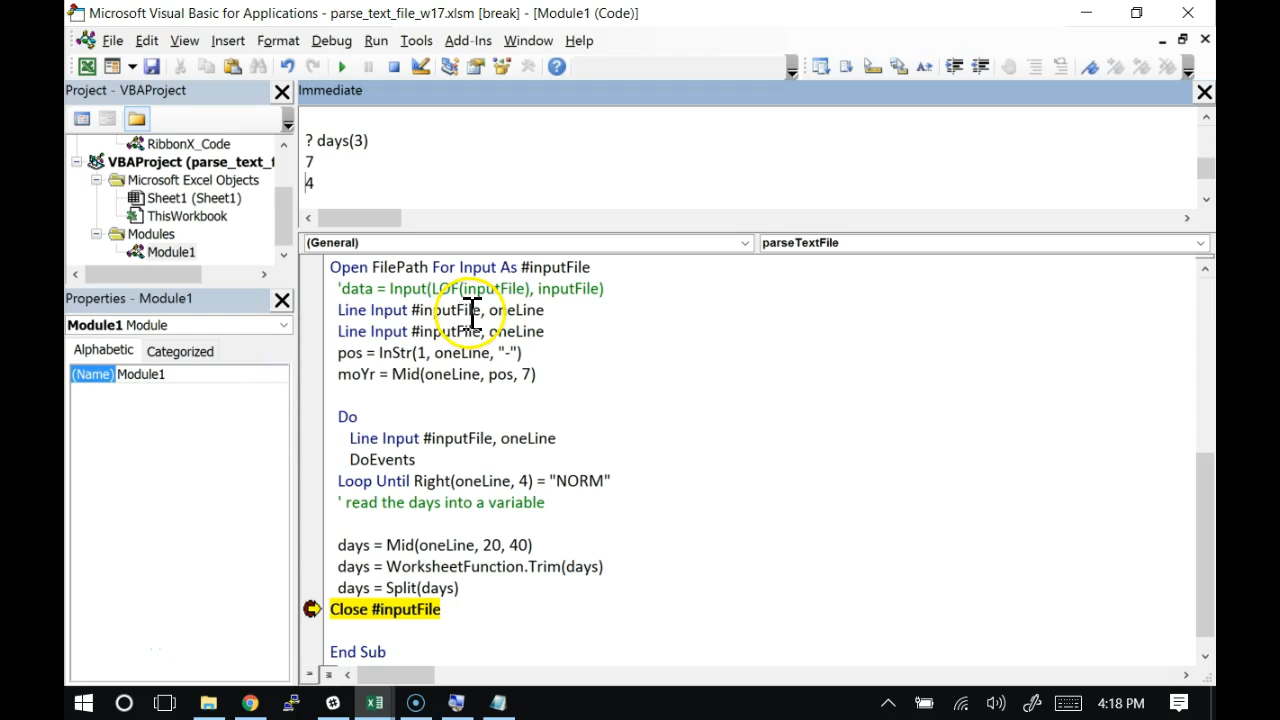 Microsoft Visual Basic for Applications - parse_text_file_w17.xlsm [break] - [Module1 (Code)]
File Edit View Insert Format Debug Run Tools Add-Ins Window Help
Project - VBAProject
RibbonX_Code
VBAProject (parse_text_f
Microsoft Excel Objects
Sheet1 (Sheet1)
ThisWorkbook
Modules
Module1
Properties - Module1
Module1 Module
Alphabetic Categorized
(Name) Module1
Immediate
? days(3)
7
4
(General) parseTextFile
Open FilePath For Input As #inputFile
'data = Input(LOF(inputFile), inputFile)
Line Input #inputFile, oneLine
Line Input #inputFile, oneLine
pos = InStr(1, oneLine, "-")
moYr = Mid(oneLine, pos, 7)
Do
Line Input #inputFile, oneLine
DoEvents
Loop Until Right(oneLine, 4) = "NORM"
' read the days into a variable
days = Mid(oneLine, 20, 40)
days = WorksheetFunction.Trim(days)
days = Split(days)
Close #inputFile
End Sub
4:18 PM